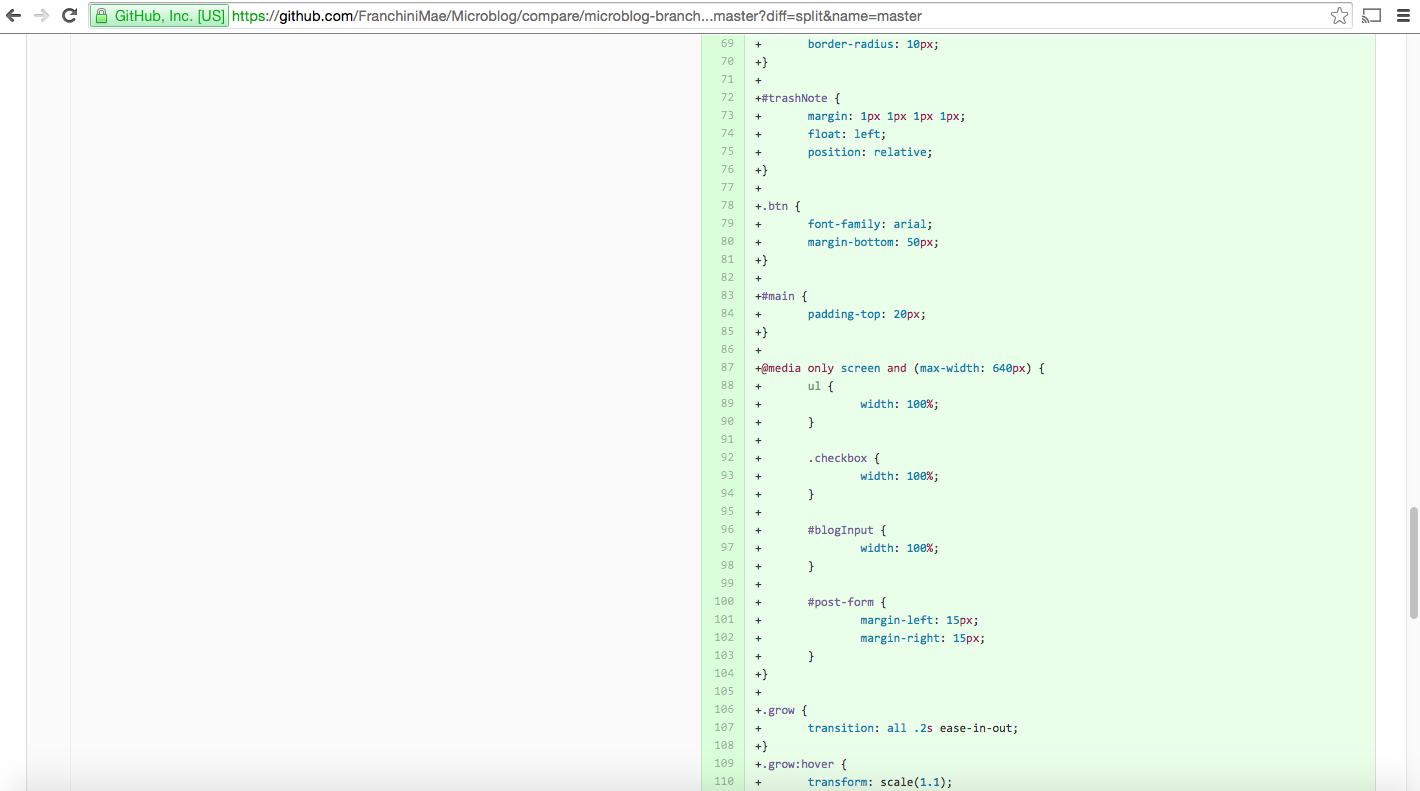 GitHub, Inc. [US] https://github.com/FranchiniMae/Microblog/compare/microblog-branch...master?diff=split&name=master
69 + border-radius: 10px;
70 +}
71 +
72 +#trashNote {
73 + margin: 1px 1px 1px 1px;
74 + float: left;
75 + position: relative;
76 +}
77 +
78 +.btn {
79 + font-family: arial;
80 + margin-bottom: 50px;
81 +}
82 +
83 +#main {
84 + padding-top: 20px;
85 +}
86 +
87 +@media only screen and (max-width: 640px) {
88 + ul {
89 + width: 100%;
90 + }
91 +
92 + .checkbox {
93 + width: 100%;
94 + }
95 +
96 + #blogInput {
97 + width: 100%;
98 + }
99 +
100 + #post-form {
101 + margin-left: 15px;
102 + margin-right: 15px;
103 + }
104 +}
105 +
106 +.grow {
107 + transition: all .2s ease-in-out;
108 +}
109 +.grow:hover {
110 + transform: scale(1.1);